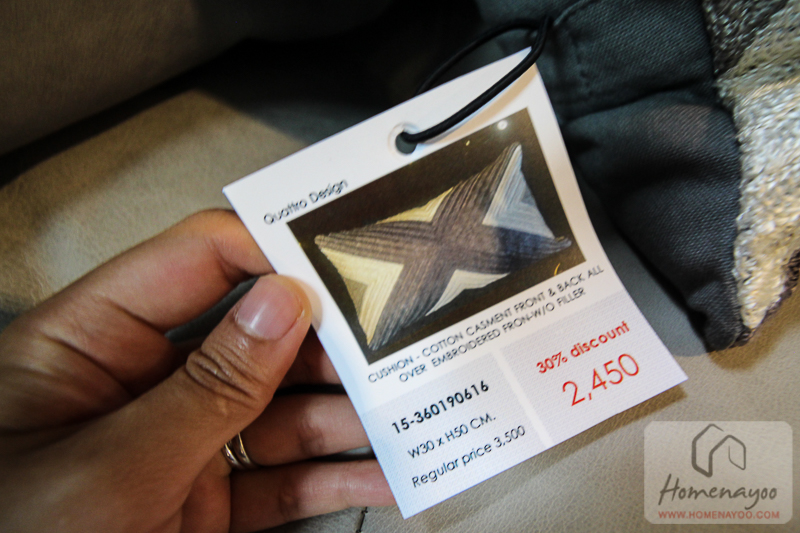 Quattro Design
CUSHION - COTTON CASMENT FRONT & BACK ALL
OVER EMBROIDERED FRON-W/O FILLER
15-360190616
W30 x H50 CM.
Regular price 3,500
30% discount
2,450
Homenayoo
WWW.HOMENAYOO.COM